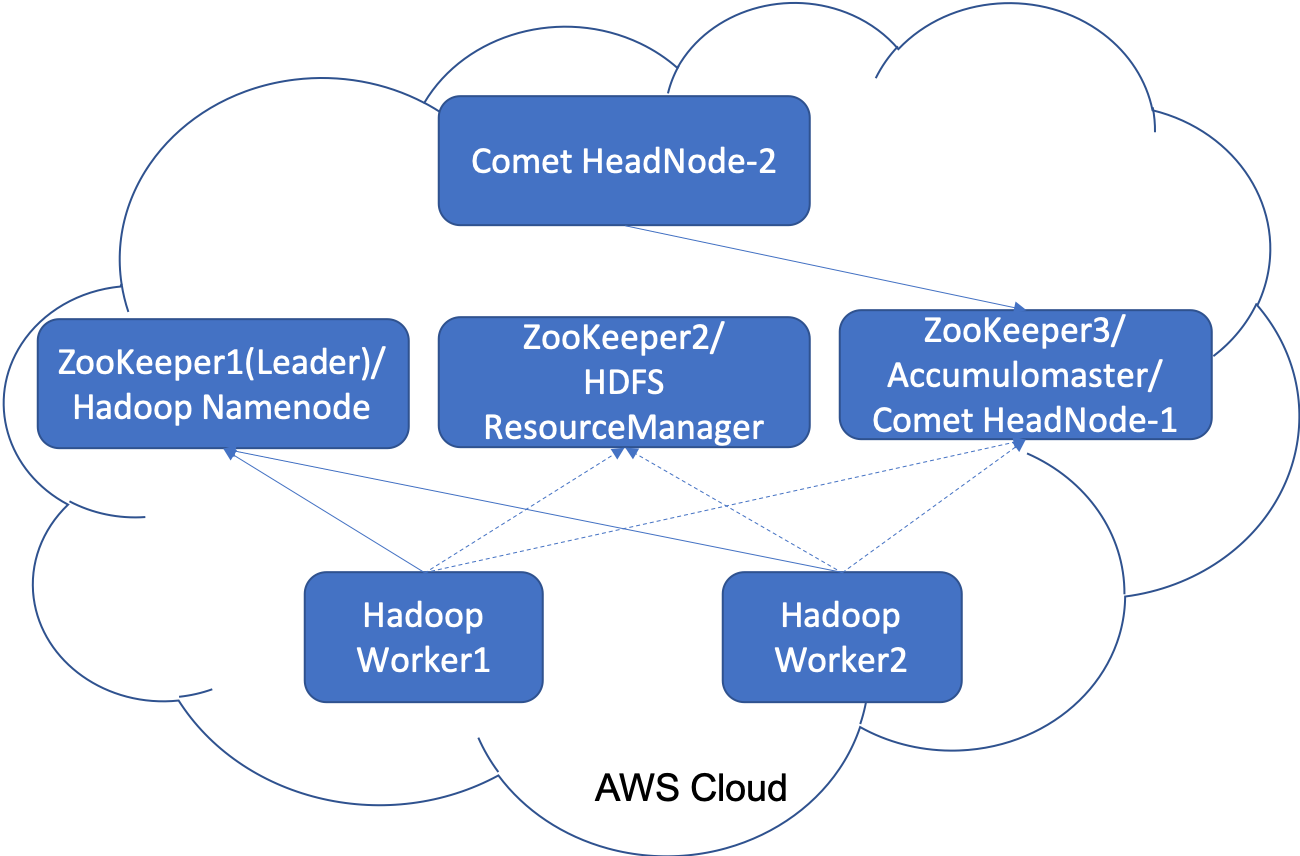 Comet HeadNode-2
ZooKeeper1(Leader)/
Hadoop Namenode
ZooKeeper2/
HDFS
ResourceManager
ZooKeeper3/
Accumulomaster/
Comet HeadNode-1
Hadoop
Worker1
Hadoop
Worker2
AWS Cloud